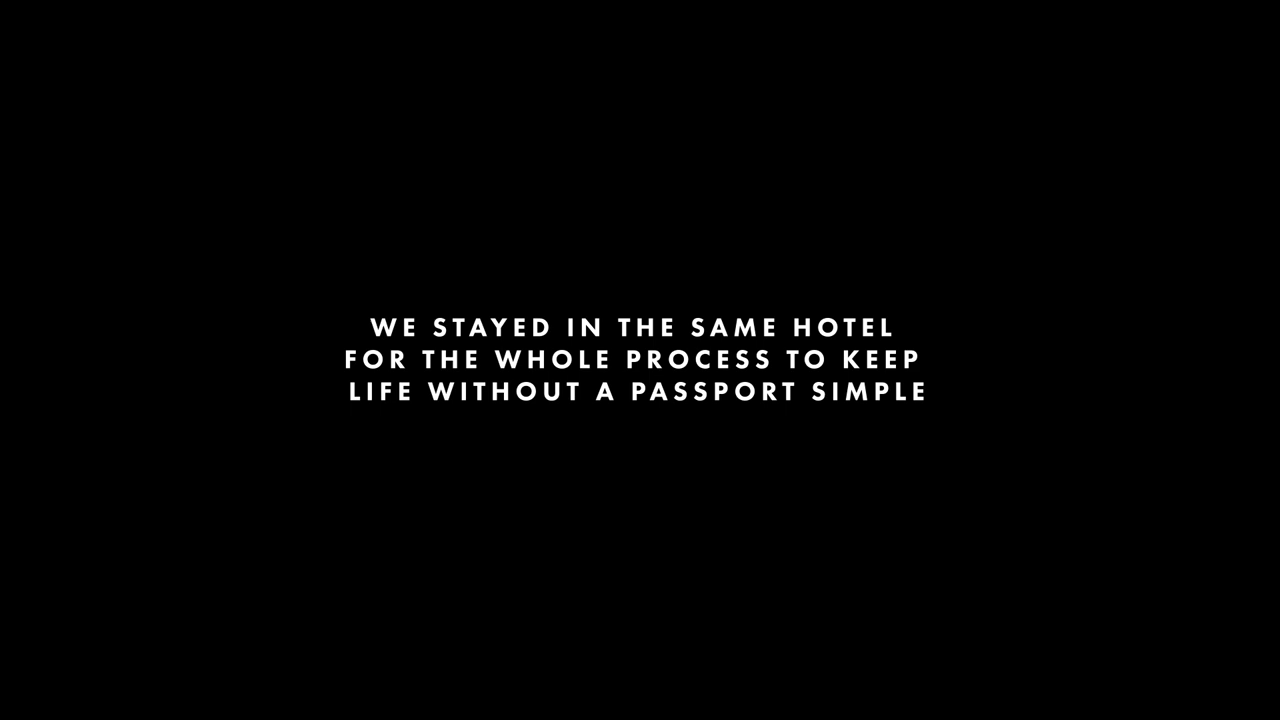 WE STAYED IN THE SAME HOTEL
FOR THE WHOLE PROCESS TO KEEP
LIFE WITHOUT A PASSPORT SIMPLE